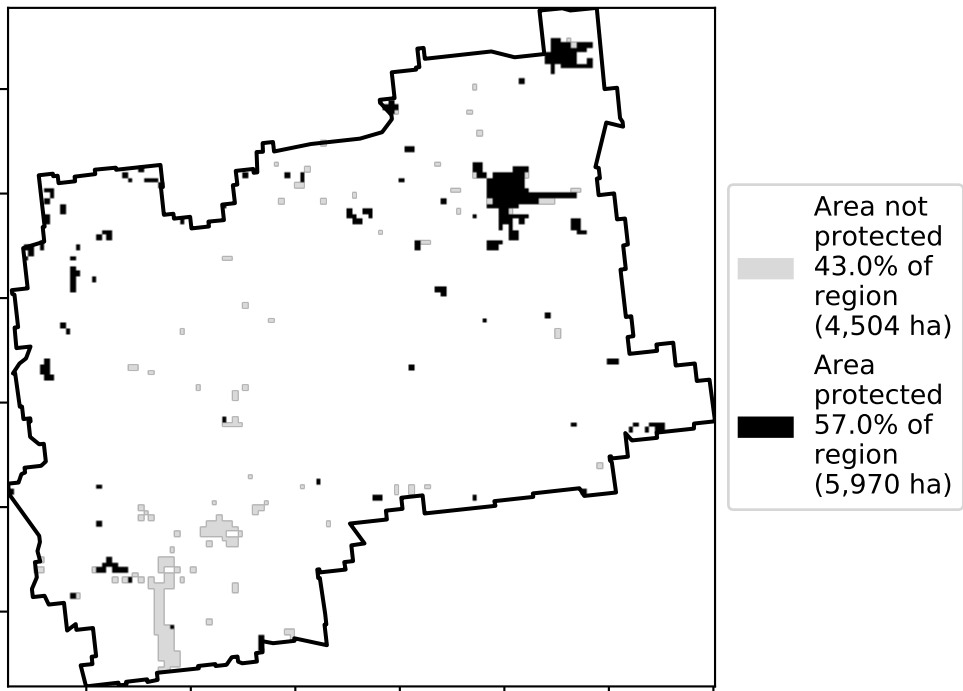 Area not
protected
43.0% of
region
(4,504 ha)
Area
protected
57.0% of
region
(5,970 ha)